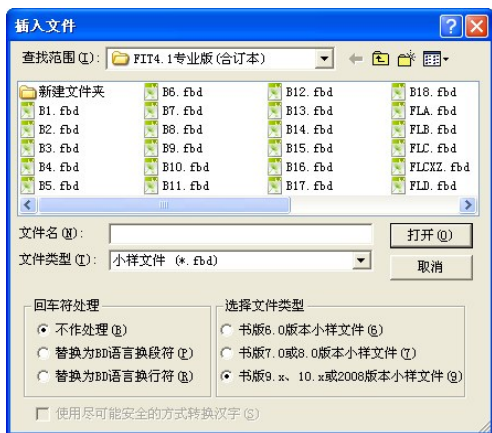 插入文件
查找范围(I): FIT4.1专业版(合订本)
新建文件夹 B6.fbd B12.fbd B18.fbd
B1.fbd B7.fbd B13.fbd FLA.fbd
B2.fbd B8.fbd B14.fbd FLB.fbd
B3.fbd B9.fbd B15.fbd FLC.fbd
B4.fbd B10.fbd B16.fbd FLCXZ.fbd
B5.fbd B11.fbd B17.fbd FLD.fbd
文件名(N): 打开(O)
文件类型(T): 小样文件 (*.fbd) 取消
回车符处理 选择文件类型
不作处理(B) 书版6.0版本小样文件(6)
替换为BD语言换段符(P) 书版7.0或8.0版本小样文件(7)
替换为BD语言换行符(R) 书版9.x、10.x或2008版本小样文件(9)
使用尽可能安全的方式转换汉字(S)